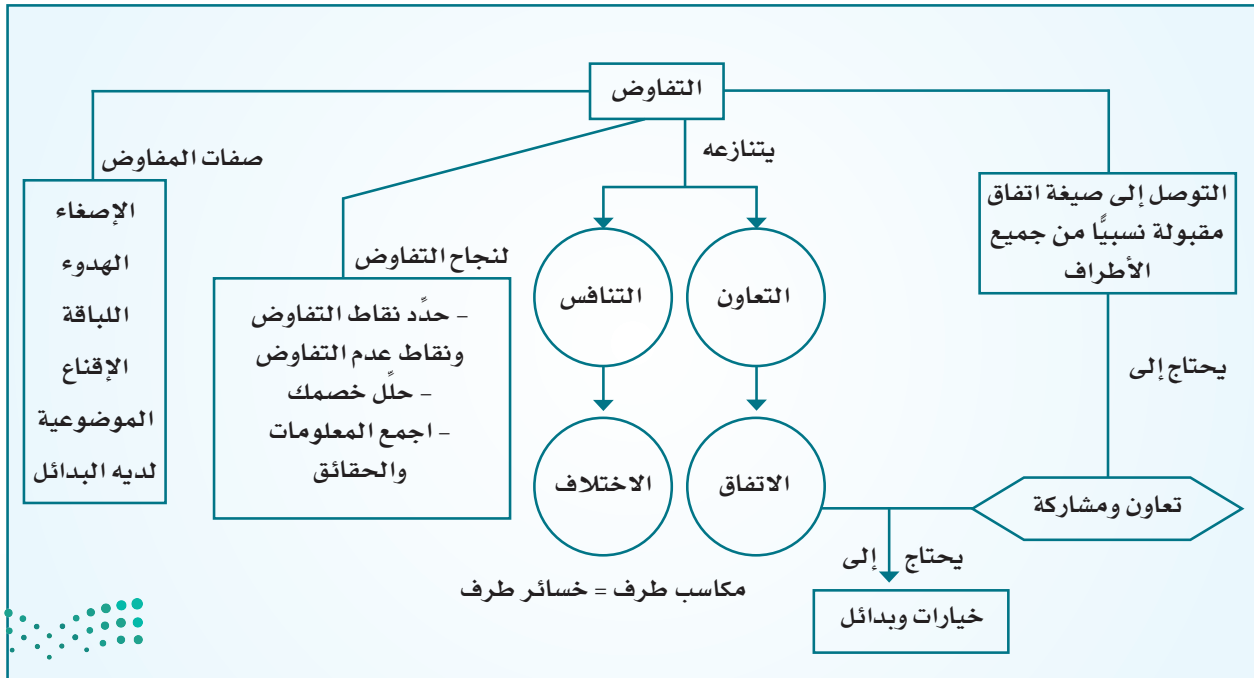 التفاوض
التوصل إلى صيغة اتفاق
مقبولة نسبيًّا من جميع
الأطراف
يحتاج إلى
تعاون ومشاركة
يتنازعه
التعاون
التنافس
الاتفاق
الاختلاف
يحتاج إلى
خيارات وبدائل
مكاسب طرف = خسائر طرف
لنجاح التفاوض
– حدِّد نقاط التفاوض
ونقاط عدم التفاوض
– حلِّل خصمك
– اجمع المعلومات
والحقائق
صفات المفاوض
الإصغاء
الهدوء
اللباقة
الإقناع
الموضوعية
لديه البدائل